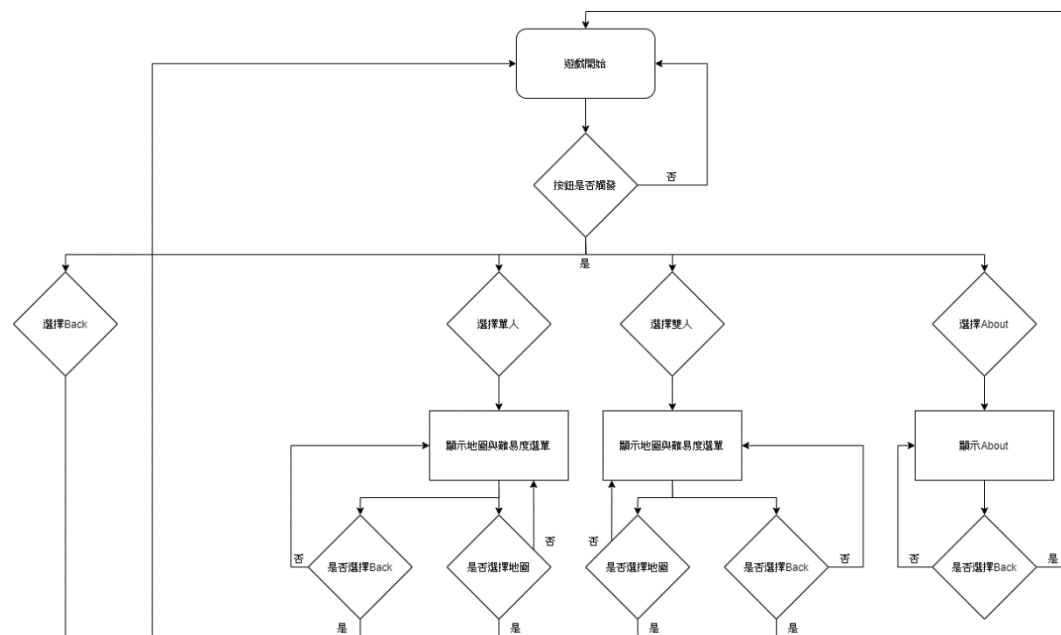 遊戲開始
按鈕是否觸發
否
是
選擇Back
選擇單人
選擇雙人
選擇About
顯示地圖與難易度選單
顯示地圖與難易度選單
顯示About
否
是否選擇Back
是否選擇地圖
否
否
是否選擇地圖
是否選擇Back
否
否
是否選擇Back
是
是
是
是
是